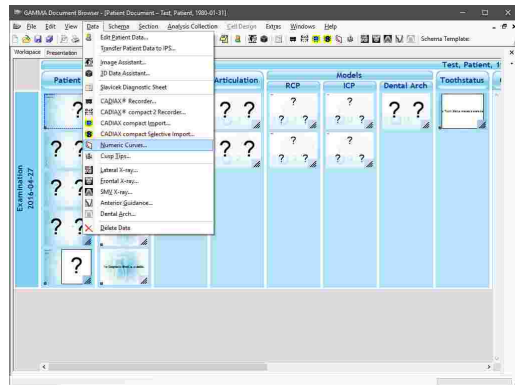 GAMMA Document Browser - [Patient Document - Test, Patient, 1980-01-31]
File Edit View Data Schema Section Analysis Collection Cell Design Extras Windows Help
Schema Template:
Workspace Presentation
Edit Patient Data...
Transfer Patient Data to IPS...
Image Assistant...
3D Data Assistant...
Slavicek Diagnostic Sheet
CADIAX® Recorder...
CADIAX® compact 2 Recorder...
CADIAX compact Import...
CADIAX compact Selective Import...
Numeric Curves...
Cusp Tips...
Lateral X-ray...
Frontal X-ray...
SMV X-ray...
Anterior Guidance...
Dental Arch...
Delete Data
Test, Patient, 1
Patient
Articulation
Models
RCP
ICP
Dental Arch
Toothstatus
Examination
2016-04-27
? ? ? ? ? ?
? ? ? ?
? ? ? ? ? ?
? ? ? ?
? ?
?